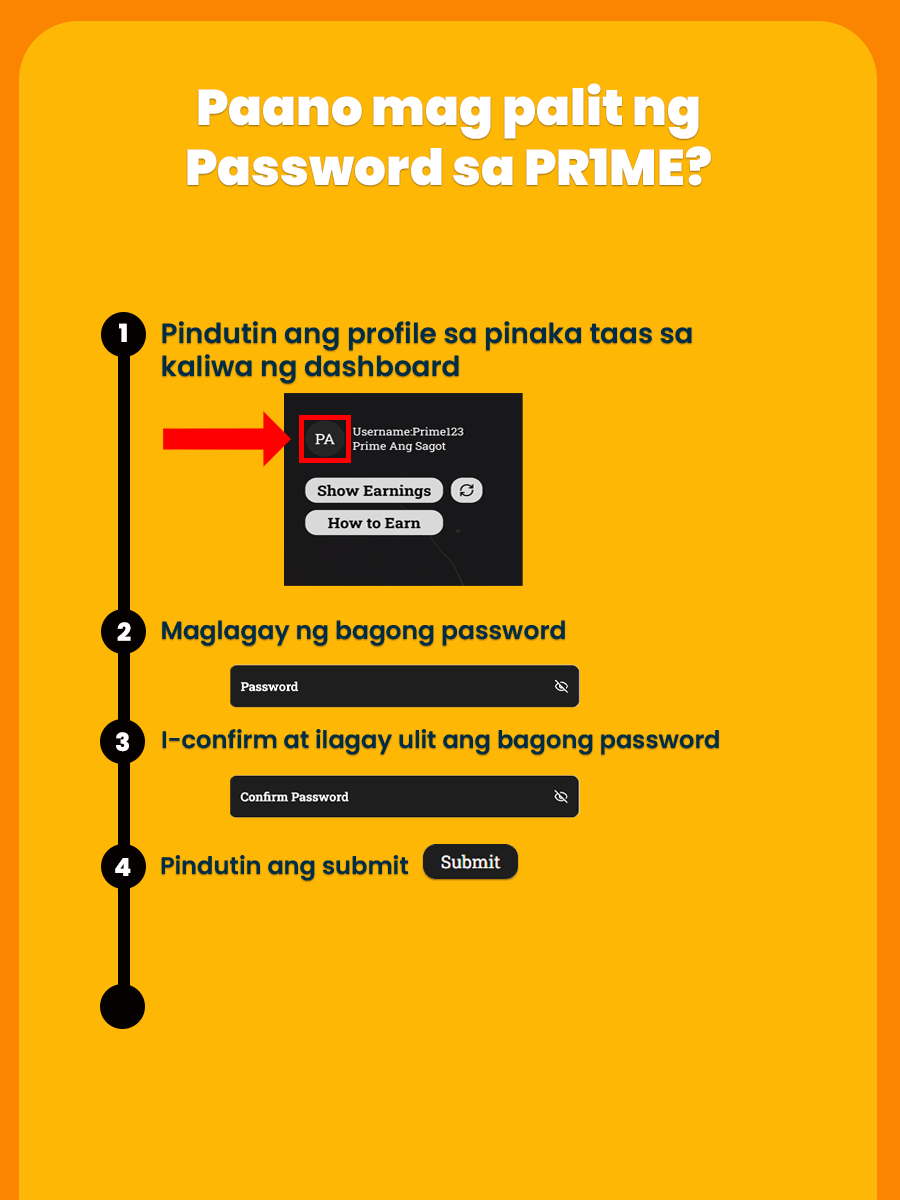 Paano mag palit ng
Password sa PR1ME?
1
Pindutin ang profile sa pinaka taas sa
kaliwa ng dashboard
PA
Username:Prime123
Prime Ang Sagot
Show Earnings
How to Earn
2
Maglagay ng bagong password
Password
3
I-confirm at ilagay ulit ang bagong password
Confirm Password
4
Pindutin ang submit
Submit